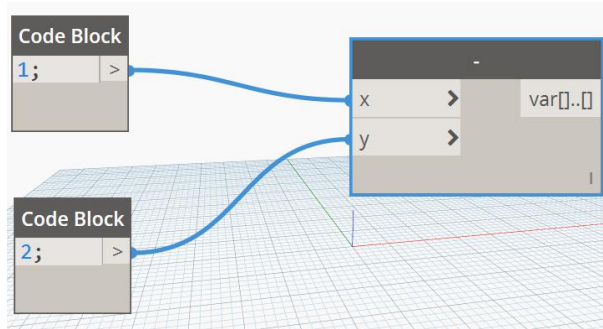 Code Block
1;
>
-
x
>
var[]..[]
y
>
l
Code Block
2;
>